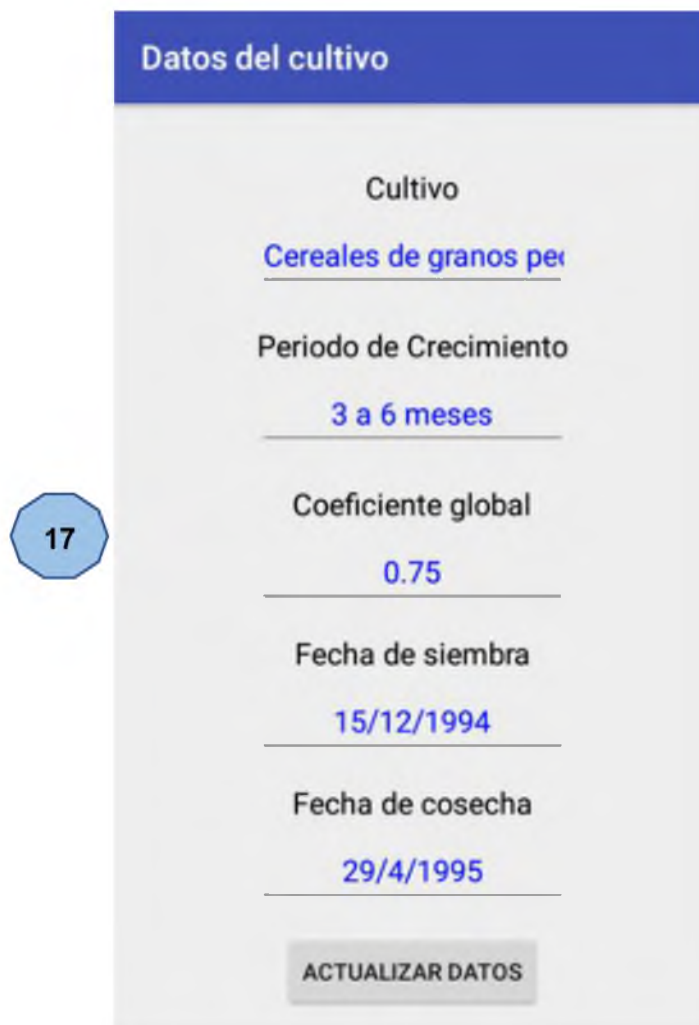 Datos del cultivo
Cultivo
Cereales de granos pe
Periodo de Crecimiento
3 a 6 meses
17
Coeficiente global
0.75
Fecha de siembra
15/12/1994
Fecha de cosecha
29/4/1995
ACTUALIZAR DATOS